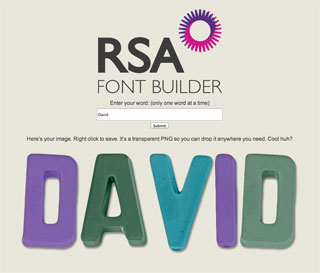 RSA
FONT BUILDER
Enter your word: (only one word at a time)
David
Submit
Here's your image. Right click to save. It's a transparent PNG so you can drop it anywhere you need. Cool huh?
DAVID